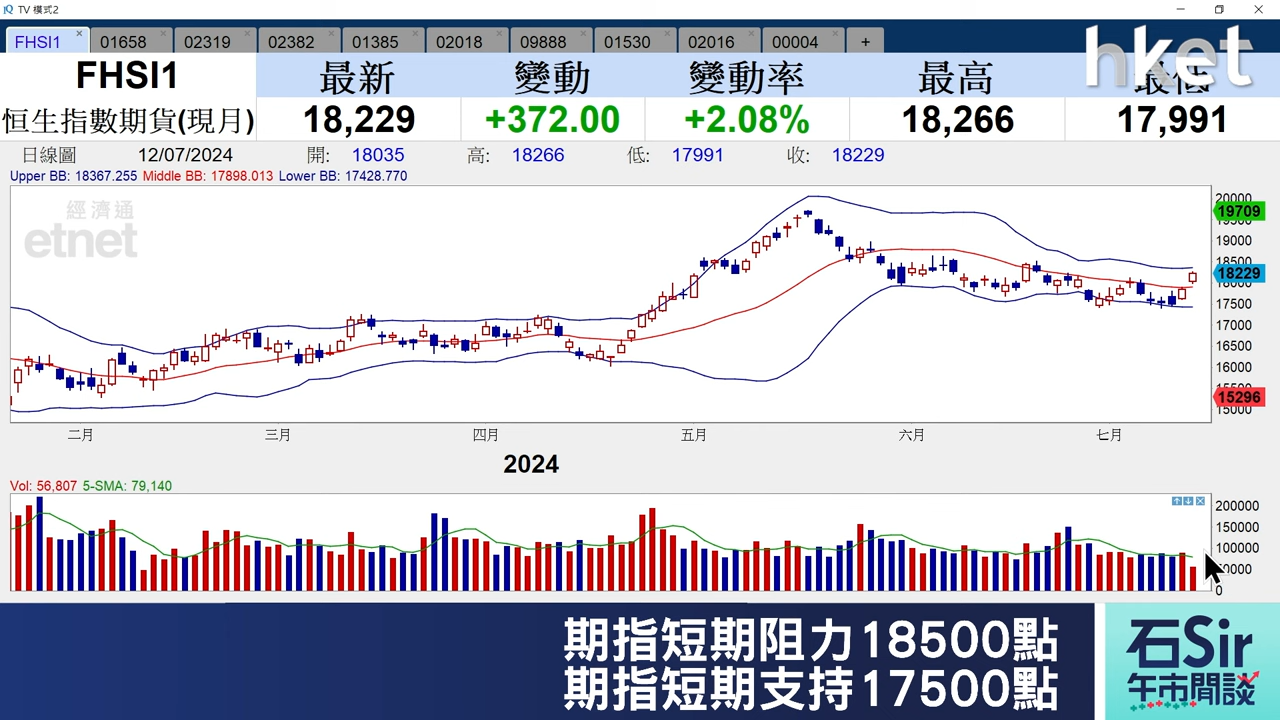 TV 模式2
FHSI1 01658 02319 02382 01385 02018 09888 01530 02016 00004 +
hket
FHSI1 最新 變動 變動率 最高 最低
恒生指數期貨(現月) 18,229 +372.00 +2.08% 18,266 17,991
日線圖 12/07/2024 開: 18035 高: 18266 低: 17991 收: 18229
Upper BB: 18367.255 Middle BB: 17898.013 Lower BB: 17428.770
經濟通
etnet
20000
19709
19000
18500
18229
18000
17500
17000
16500
16000
15500
15296
15000
二月 三月 四月 五月 六月 七月
2024
Vol: 56,807 5-SMA: 79,140
200000
150000
100000
50000
0
期指短期阻力18500點
期指短期支持17500點
石Sir
午市閒談